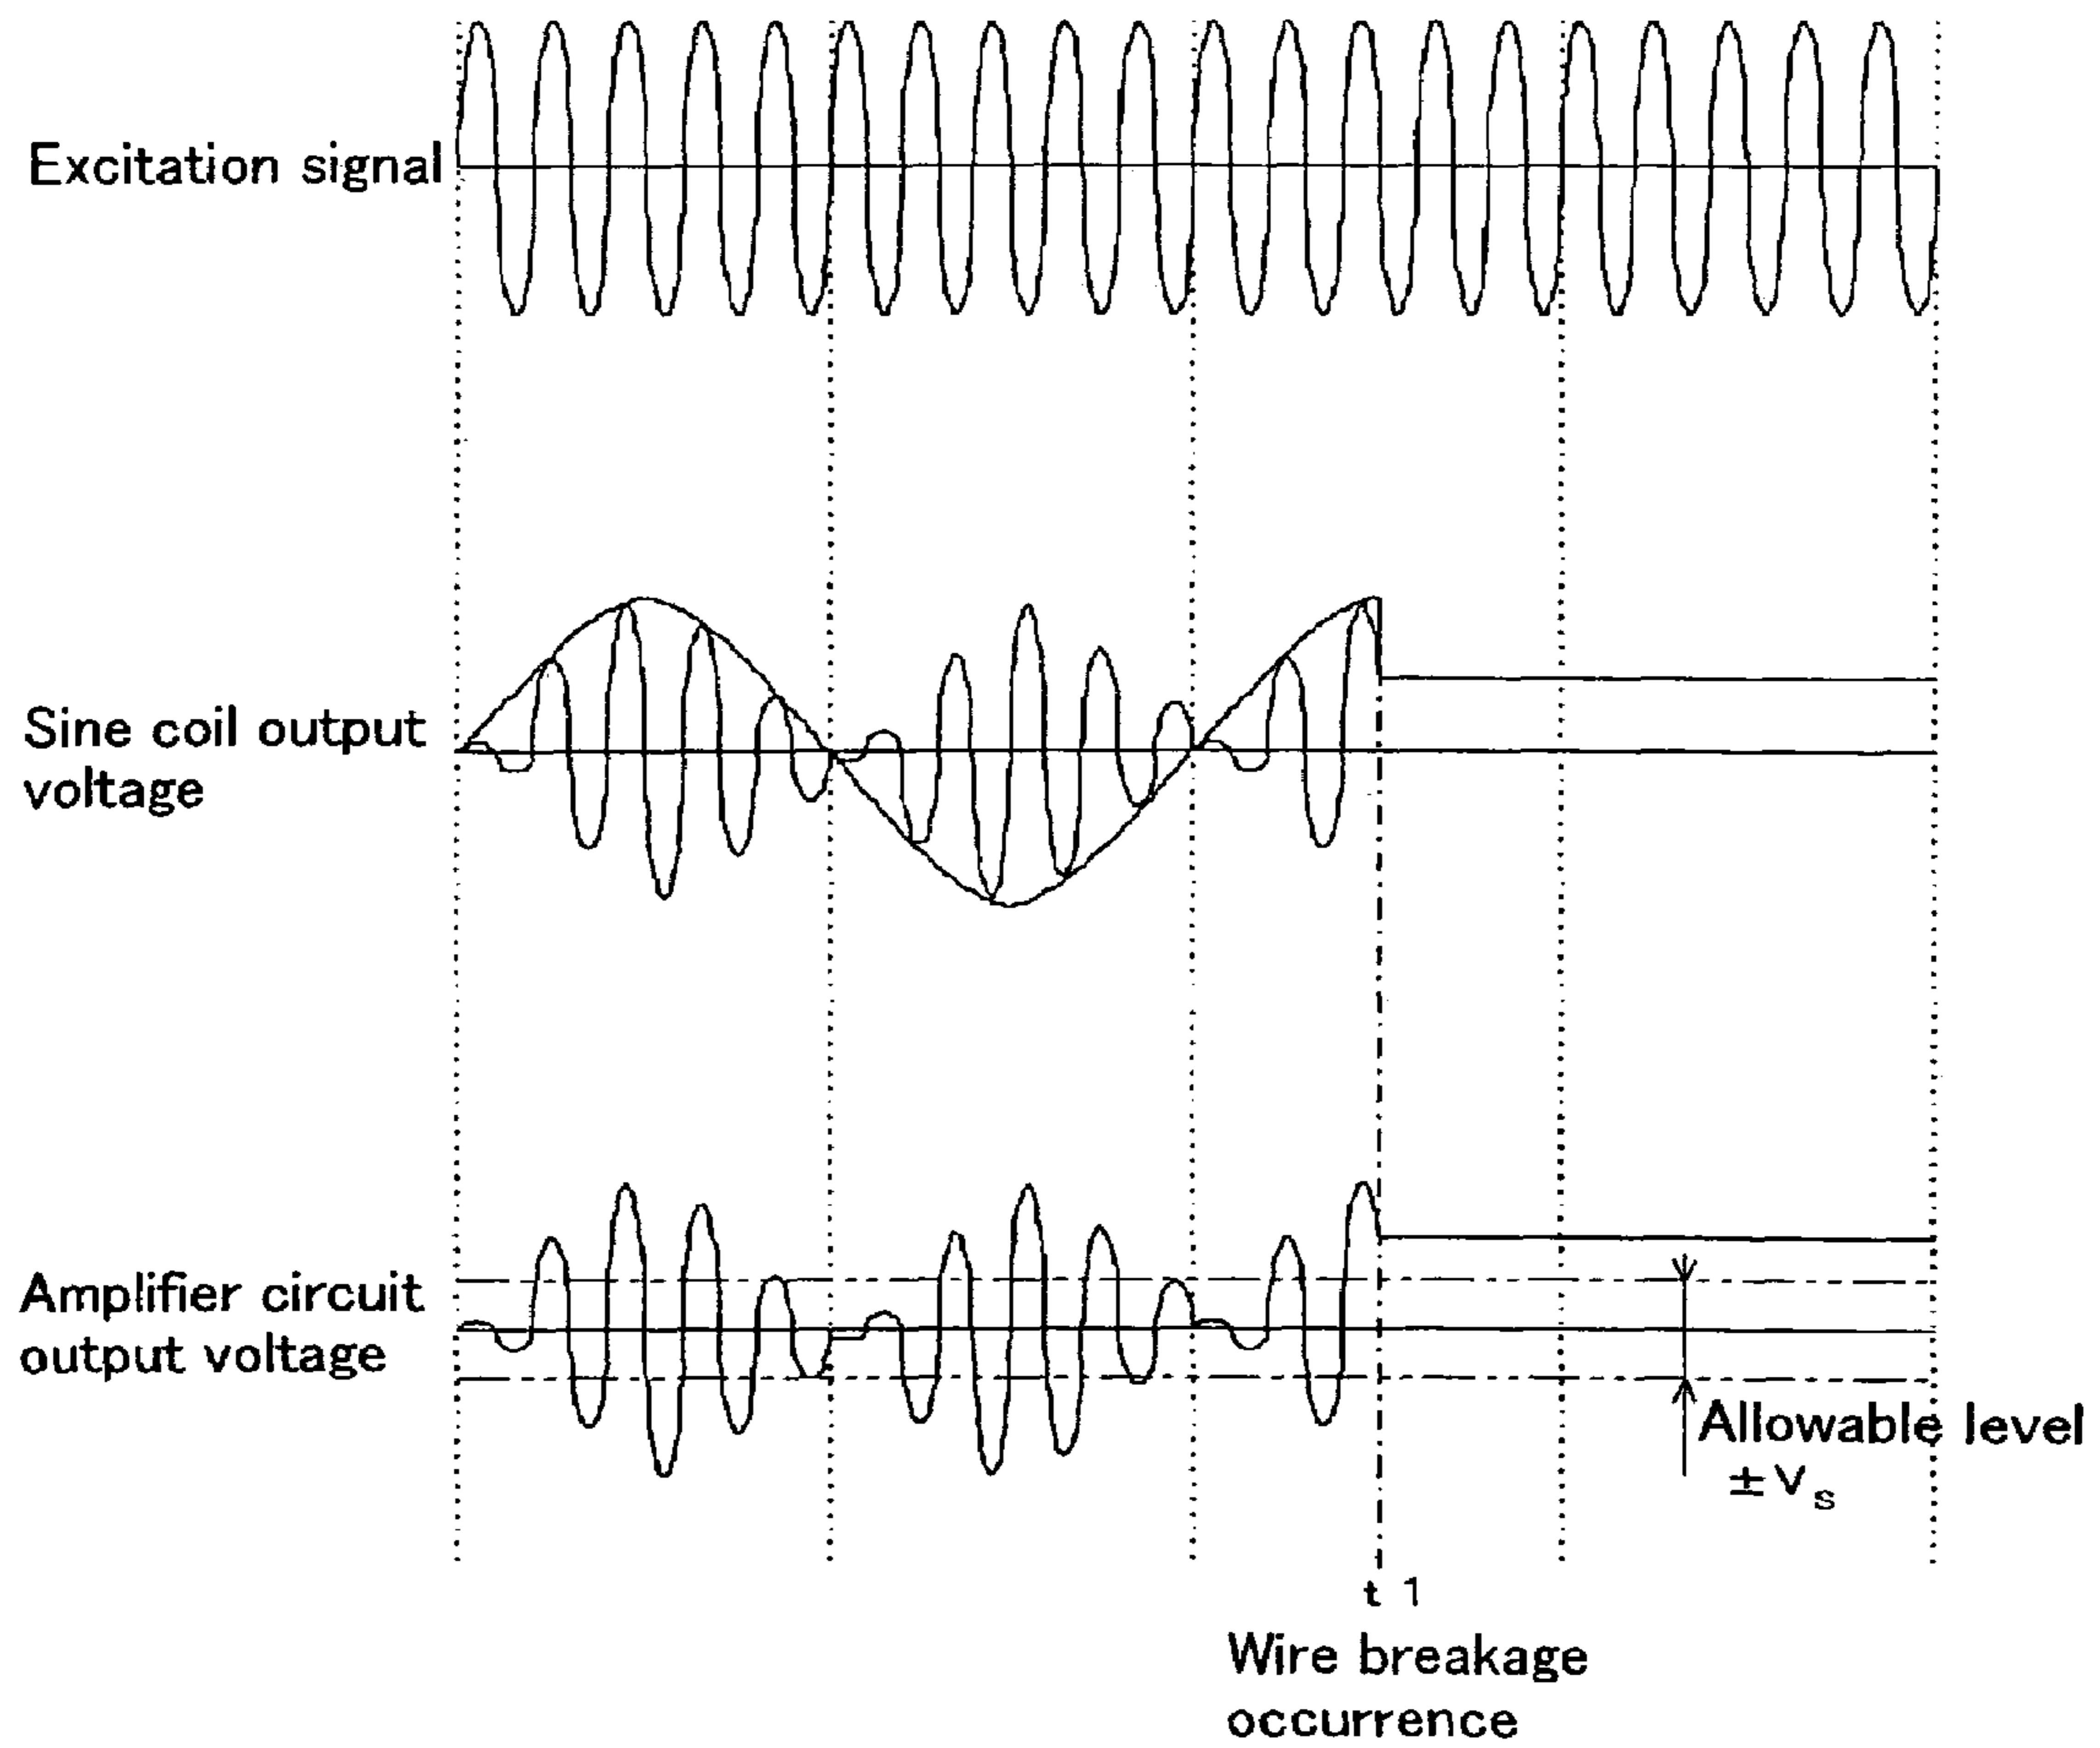 Excitation signal
Sine coil output
voltage
Amplifier circuit
output voltage
Allowable level
±Vs
t 1
Wire breakage
occurrence